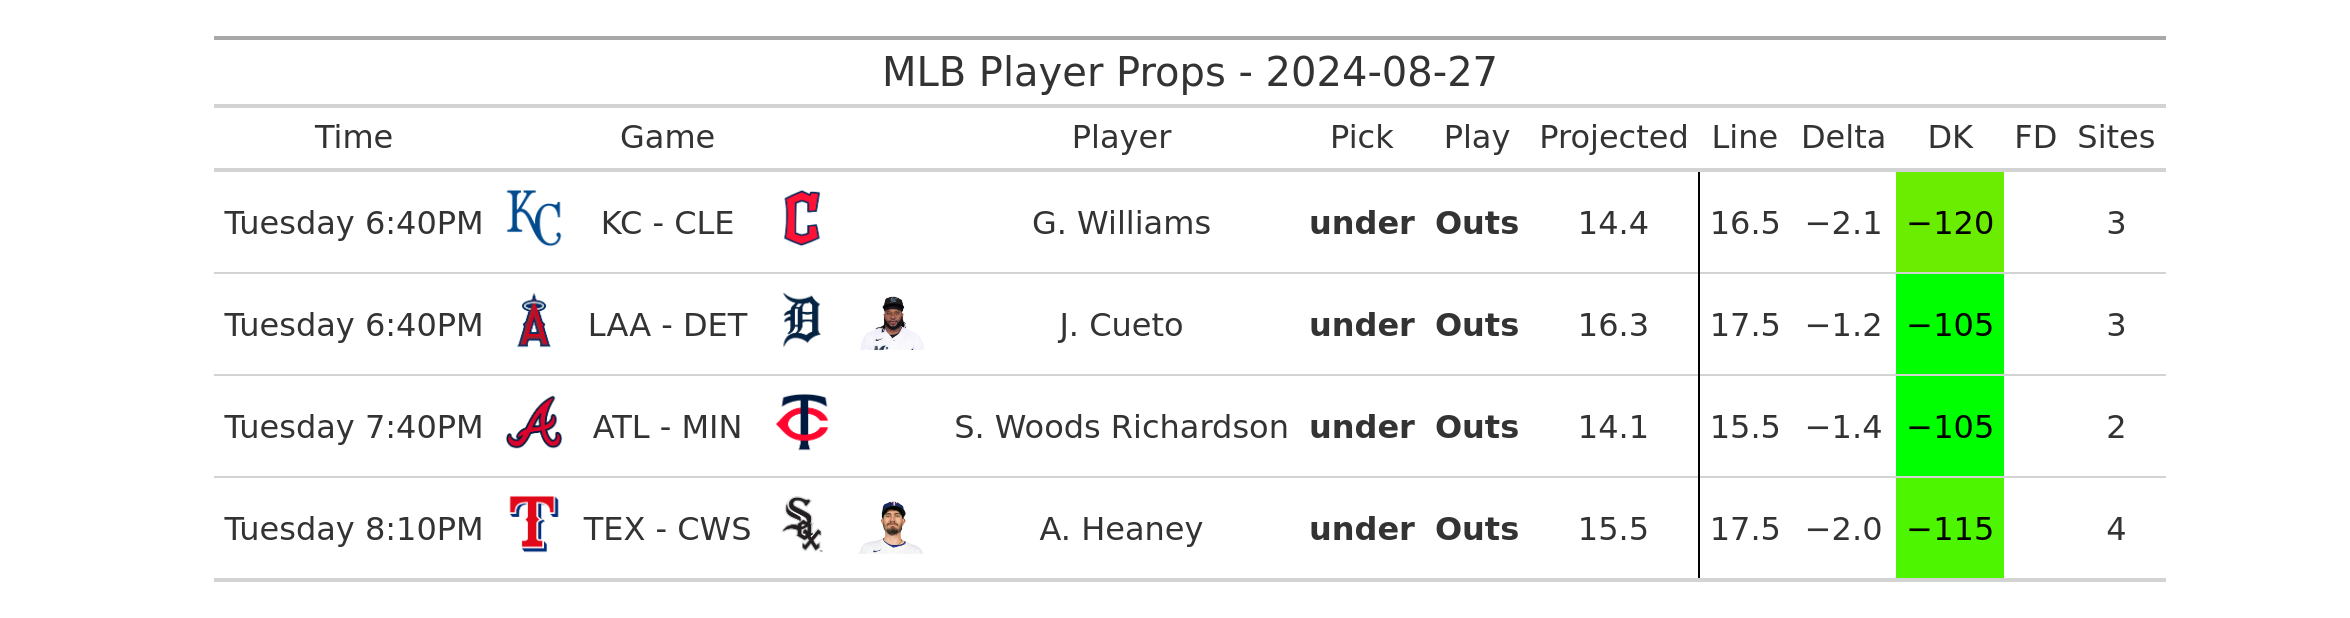 MLB Player Props - 2024-08-27
Time Game Player Pick Play Projected Line Delta DK FD Sites
Tuesday 6:40PM KC KC - CLE C G. Williams under Outs 14.4 16.5 −2.1 −120 3
Tuesday 6:40PM A LAA - DET D J. Cueto under Outs 16.3 17.5 −1.2 −105 3
Tuesday 7:40PM A ATL - MIN TC S. Woods Richardson under Outs 14.1 15.5 −1.4 −105 2
Tuesday 8:10PM T TEX - CWS Sox A. Heaney under Outs 15.5 17.5 −2.0 −115 4